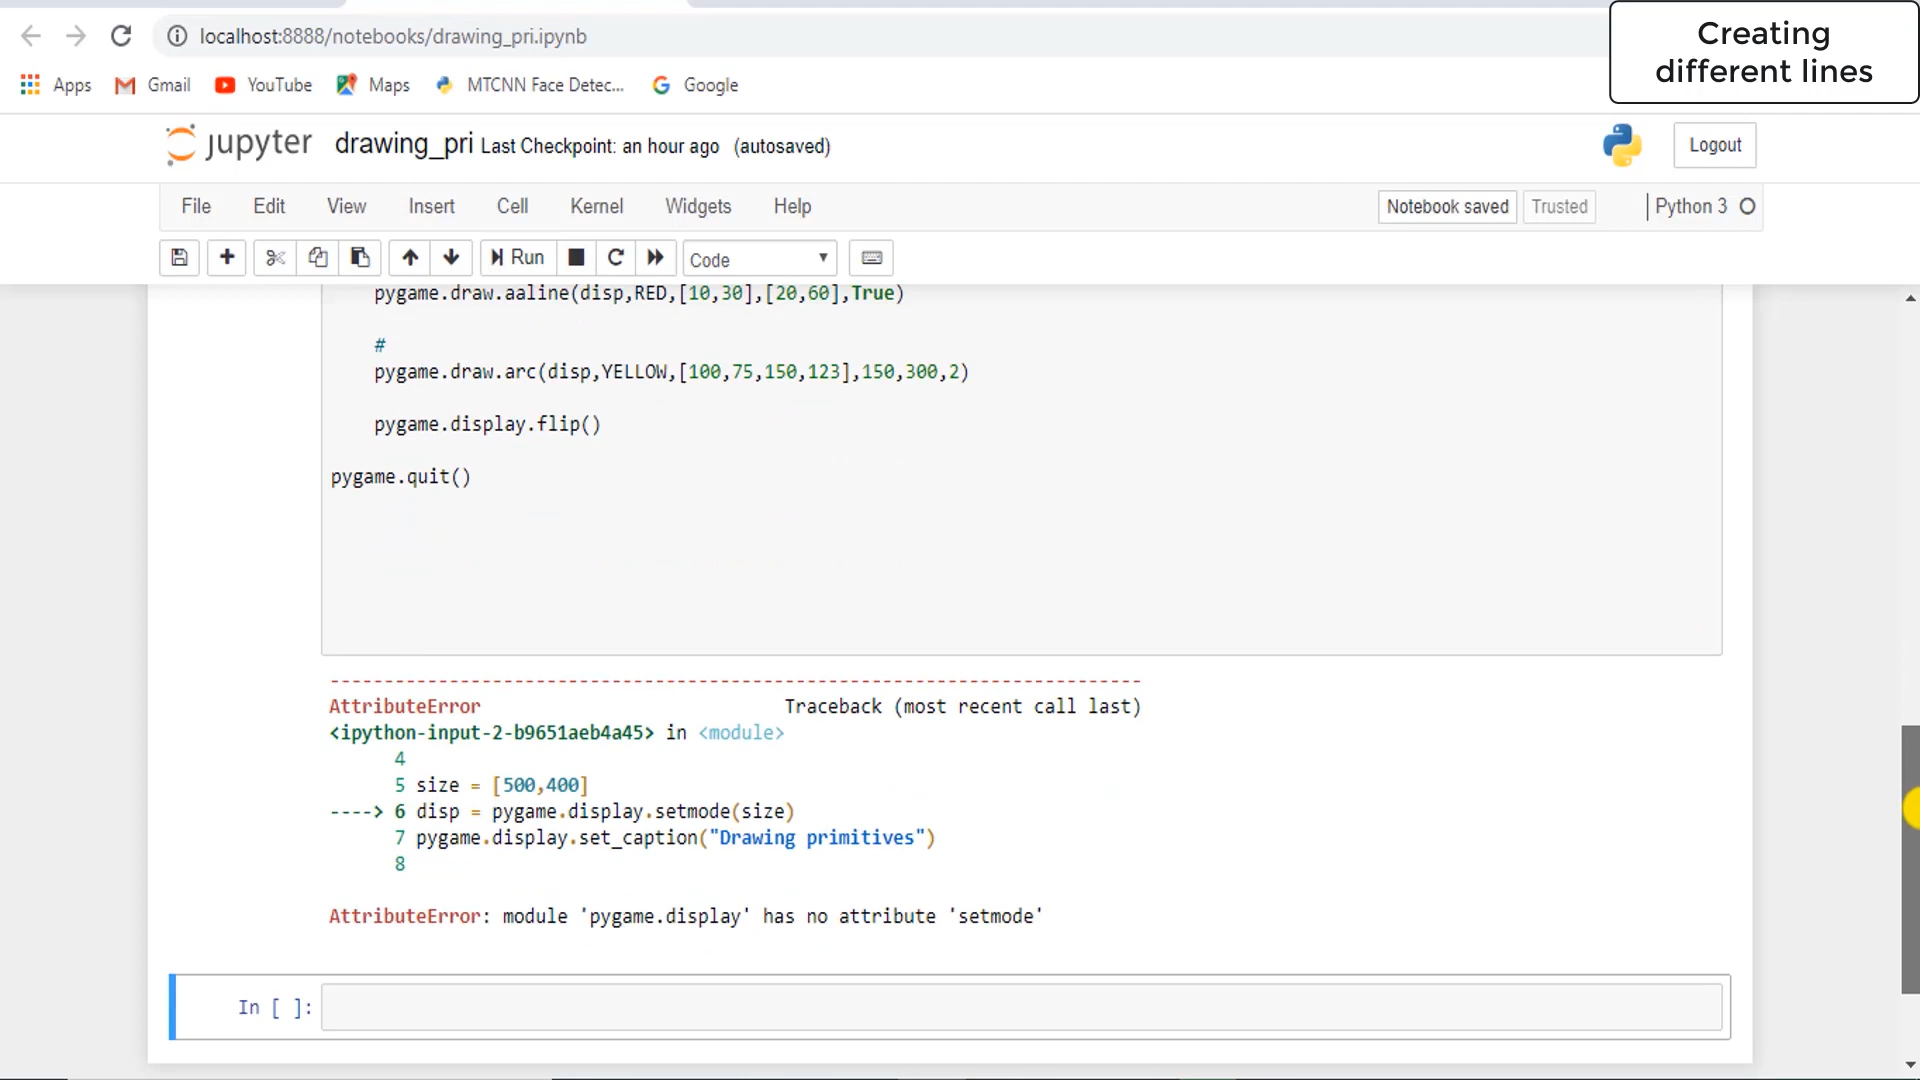 localhost:8888/notebooks/drawing_pri.ipynb
Creating
different lines
Apps Gmail YouTube Maps MTCNN Face Detec... Google
jupyter drawing_pri Last Checkpoint: an hour ago (autosaved) Logout
File Edit View Insert Cell Kernel Widgets Help Notebook saved Trusted Python 3
Run Code
pygame.draw.aaline(disp,RED,[10,30],[20,60],True)
#
pygame.draw.arc(disp,YELLOW,[100,75,150,123],150,300,2)
pygame.display.flip()
pygame.quit()
---------------------------------------------------------------------------
AttributeError Traceback (most recent call last)
<ipython-input-2-b9651aeb4a45> in <module>
4
5 size = [500,400]
----> 6 disp = pygame.display.setmode(size)
7 pygame.display.set_caption("Drawing primitives")
8
AttributeError: module 'pygame.display' has no attribute 'setmode'
In [ ]: